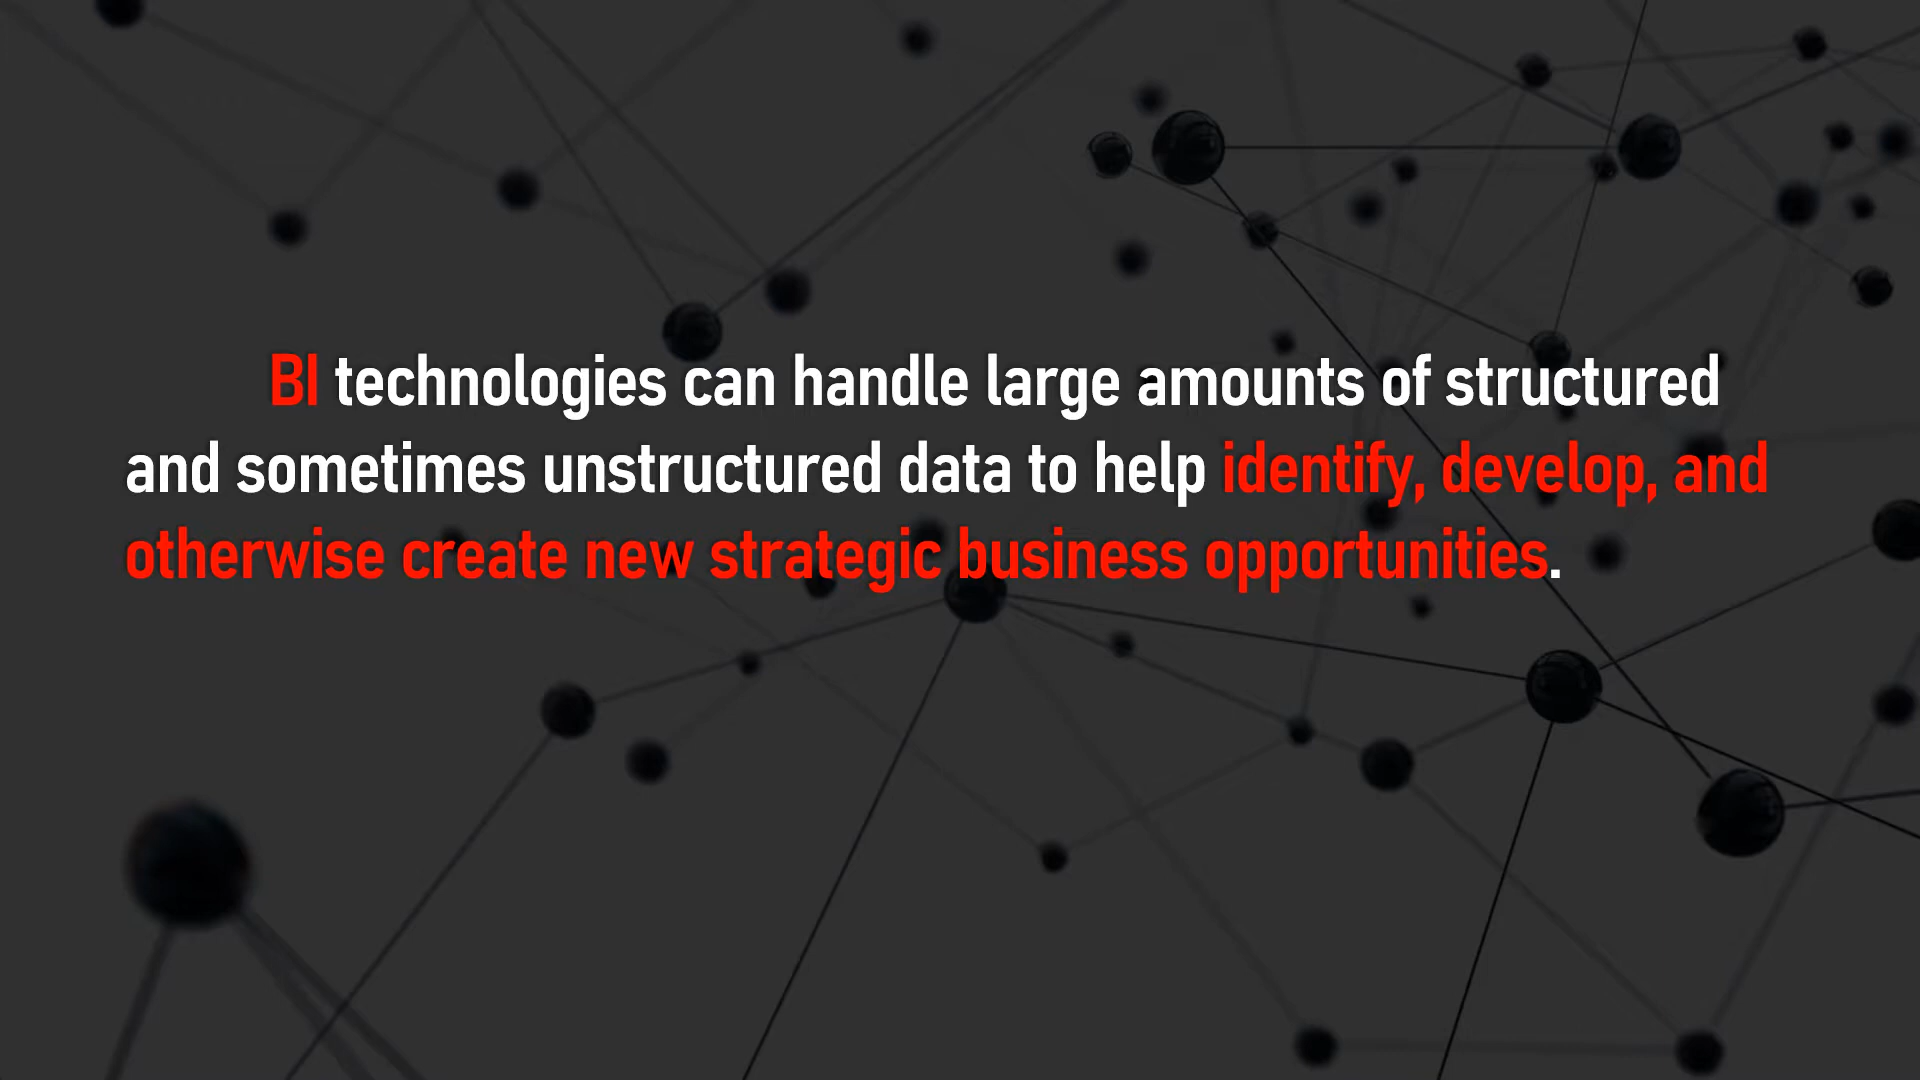 BI technologies can handle large amounts of structured
and sometimes unstructured data to help identify, develop, and
otherwise create new strategic business opportunities.